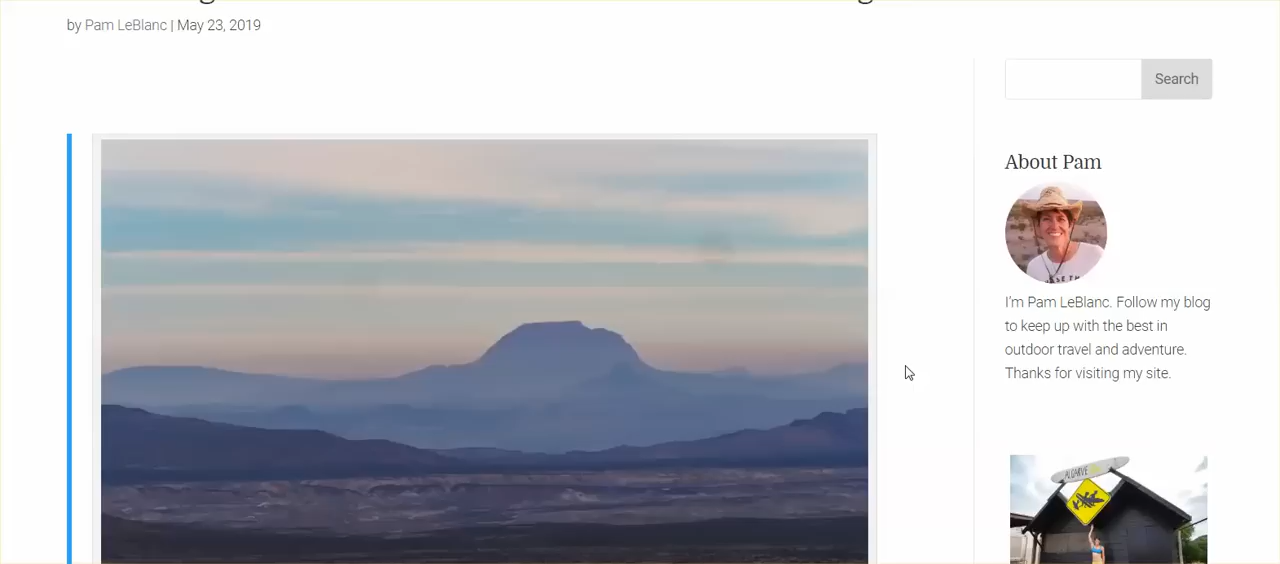 by Pam LeBlanc | May 23, 2019
Search
About Pam
I'm Pam LeBlanc. Follow my blog
to keep up with the best in
outdoor travel and adventure.
Thanks for visiting my site.
ALGARVE